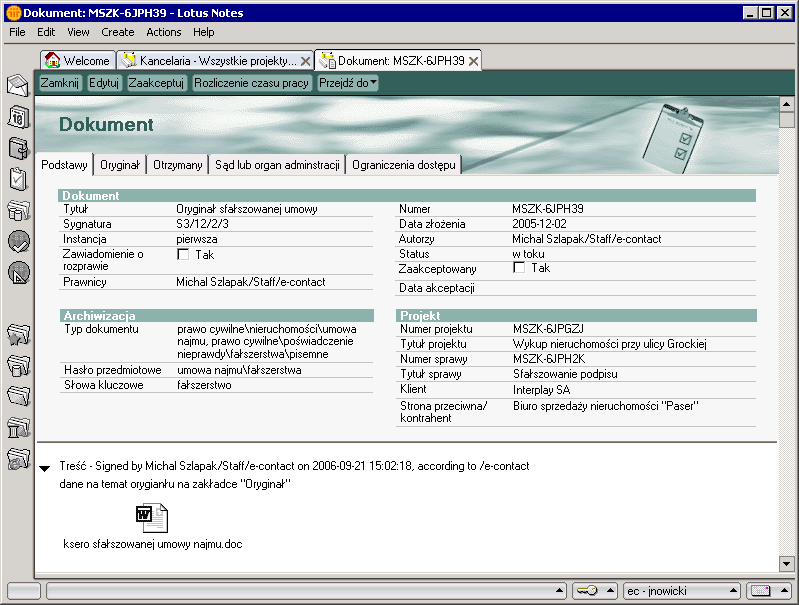 Dokument: MSZK-6JPH39 - Lotus Notes
File Edit View Create Actions Help
Welcome Kancelaria - Wszystkie projekty... Dokument: MSZK-6JPH39
Zamknij Edytuj Zaakceptuj Rozliczenie czasu pracy Przejdź do
Dokument
Podstawy Oryginał Otrzymany Sąd lub organ adminstracji Ograniczenia dostępu
Dokument
Tytuł Oryginał sfałszowanej umowy
Sygnatura S3/12/2/3
Instancja pierwsza
Zawiadomienie o rozprawie Tak
Prawnicy Michal Szlapak/Staff/e-contact
Numer MSZK-6JPH39
Data złożenia 2005-12-02
Autorzy Michal Szlapak/Staff/e-contact
Status w toku
Zaakceptowany Tak
Data akceptacji
Archiwizacja
Typ dokumentu prawo cywilne\nieruchomości\umowa
najmu, prawo cywilne\poświadczenie
nieprawdy\fałszerstwa\pisemne
Hasło przedmiotowe umowa najmu\fałszerstwa
Słowa kluczowe fałszerstwo
Projekt
Numer projektu MSZK-6JPGZJ
Tytuł projektu Wykup nieruchomości przy ulicy Grockiej
Numer sprawy MSZK-6JPH2K
Tytuł sprawy Sfałszowanie podpisu
Klient Interplay SA
Strona przeciwna/ Biuro sprzedaży nieruchomości "Paser"
kontrahent
Treść - Signed by Michal Szlapak/Staff/e-contact on 2006-09-21 15:02:18, according to /e-contact
dane na temat orygianłu na zakładce "Oryginał"
ksero sfałszowanej umowy najmu.doc
ec - jnowicki